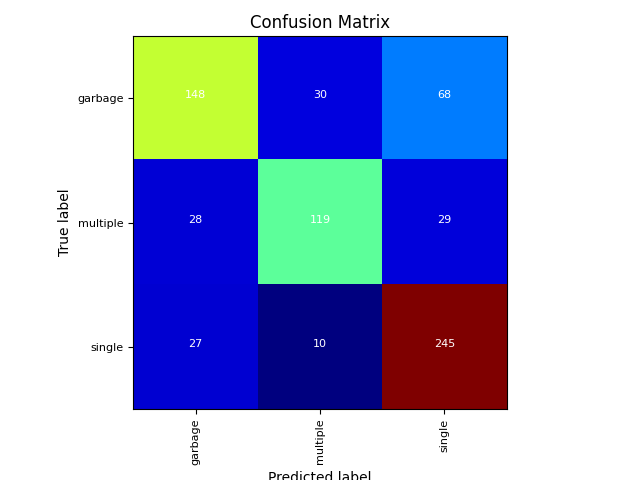 Confusion Matrix
garbage 148 30 68
multiple 28 119 29
single 27 10 245
garbage multiple single
True label
Predicted label